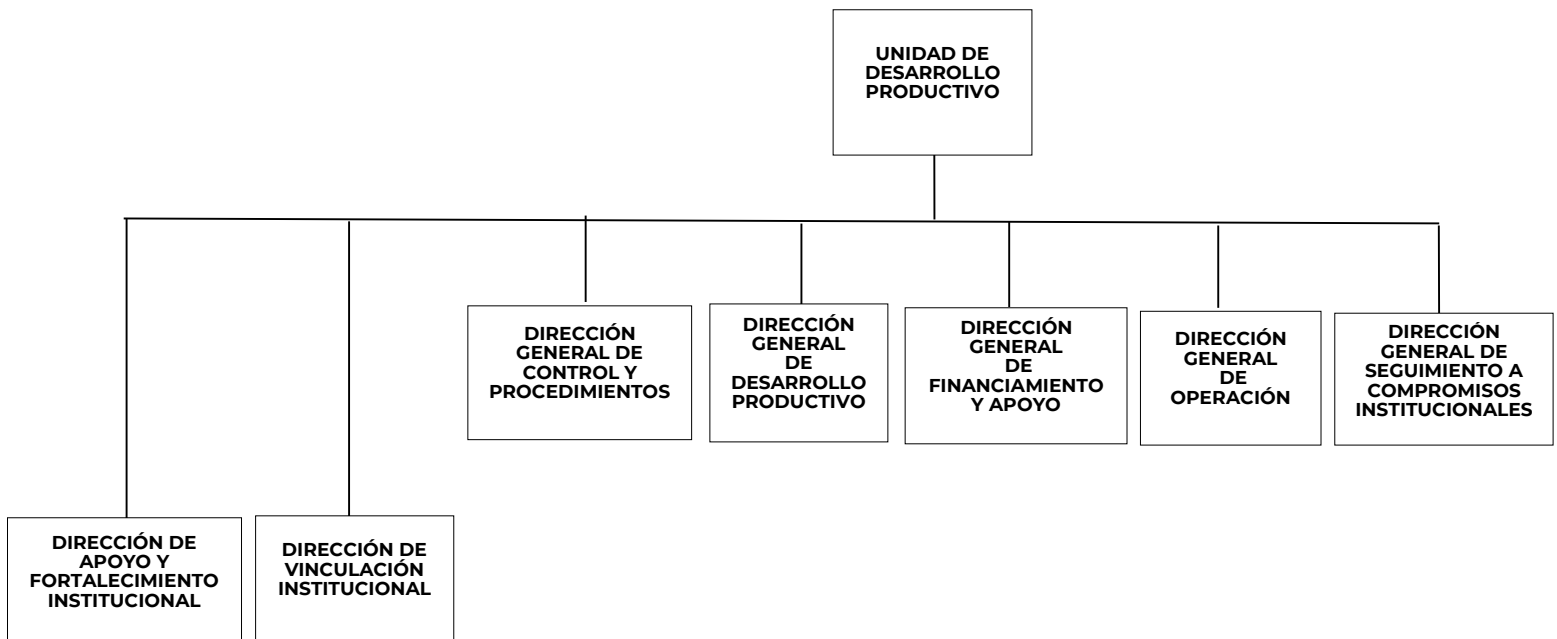 UNIDAD DE
DESARROLLO
PRODUCTIVO
DIRECCIÓN
GENERAL DE
CONTROL Y
PROCEDIMIENTOS
DIRECCIÓN
GENERAL
DE
DESARROLLO
PRODUCTIVO
DIRECCIÓN
GENERAL
DE
FINANCIAMIENTO
Y APOYO
DIRECCIÓN
GENERAL
DE
OPERACIÓN
DIRECCIÓN
GENERAL DE
SEGUIMIENTO A
COMPROMISOS
INSTITUCIONALES
DIRECCIÓN DE
APOYO Y
FORTALECIMIENTO
INSTITUCIONAL
DIRECCIÓN DE
VINCULACIÓN
INSTITUCIONAL